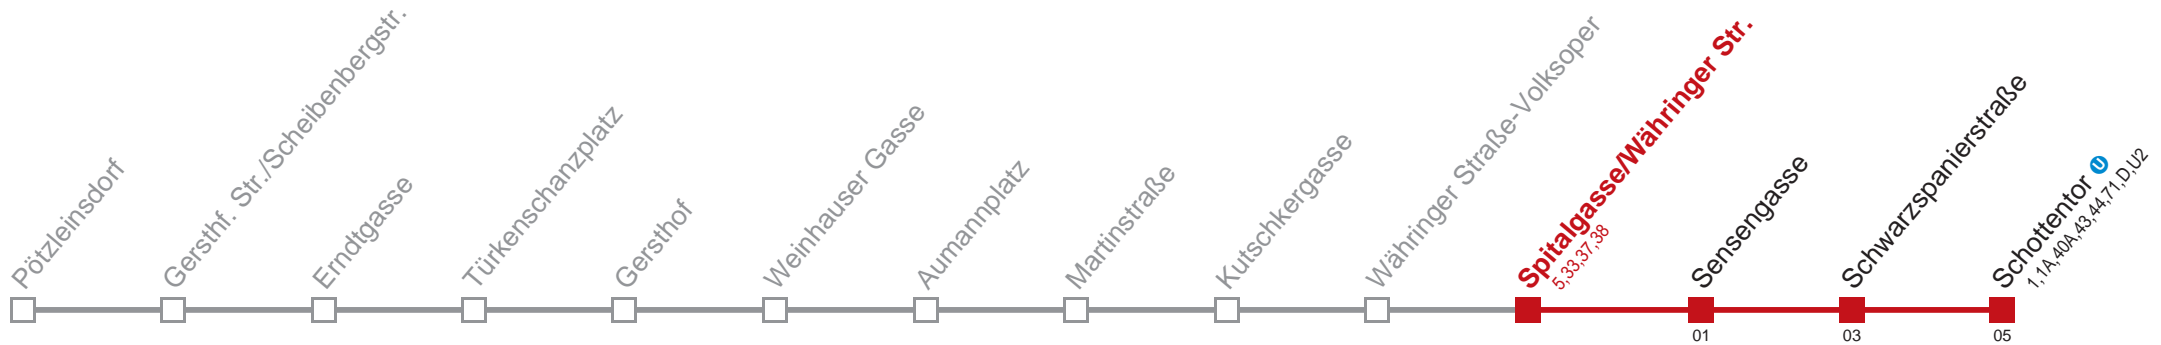 Pötzleinsdorf
Gersthf. Str./Scheibenbergstr.
Erndtgasse
Türkenschanzplatz
Gersthof
Weinhauser Gasse
Aumannplatz
Martinstraße
Kutschkergasse
Währinger Straße-Volksoper
Spitalgasse/Währinger Str.
5,33,37,38
Sensengasse
Schwarzspanierstraße
Schottentor U
1,1A,40A,43,44,71,D,U2
01
03
05